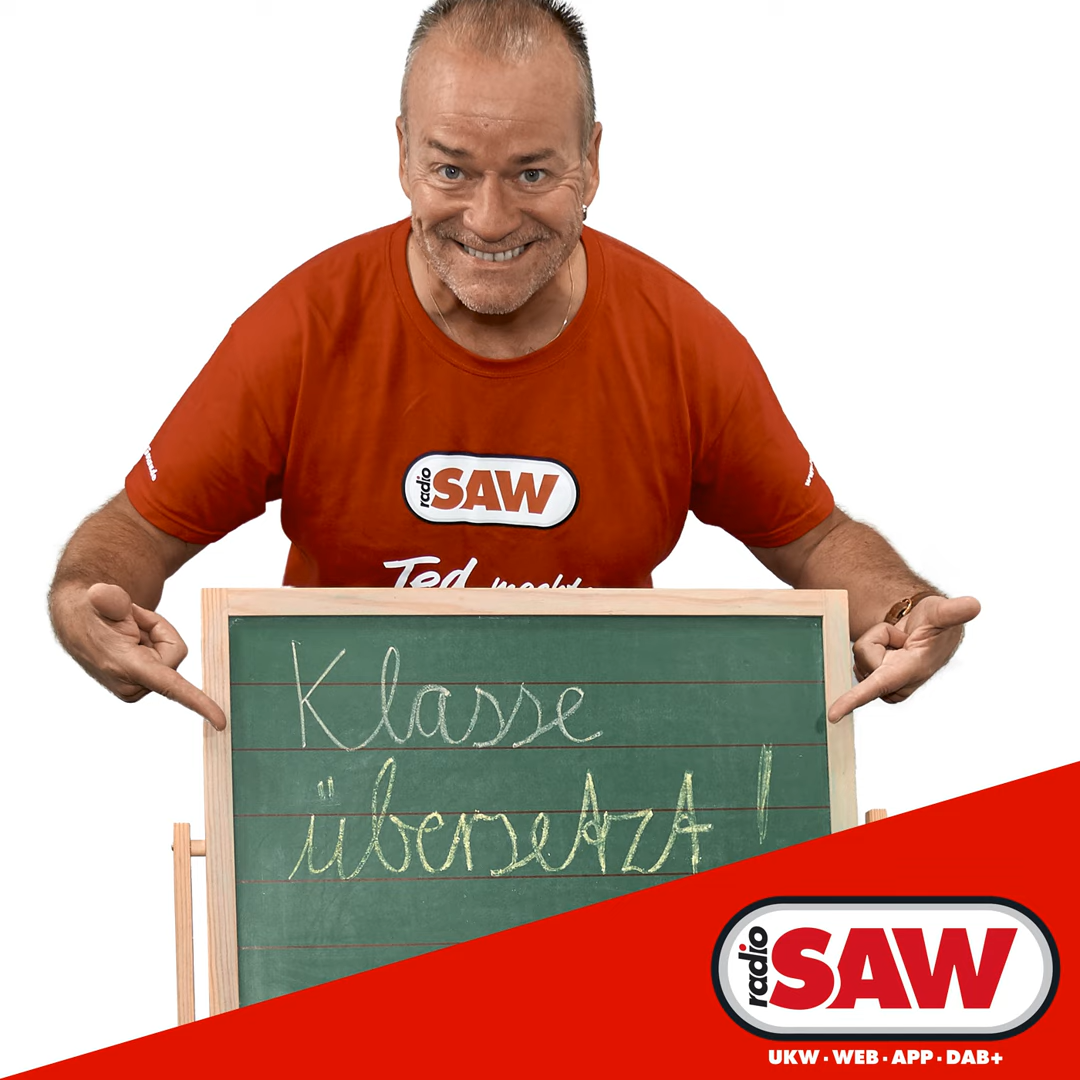 radio SAW
Ted
Klasse
übersetzt!
radio SAW
UKW · WEB · APP · DAB+